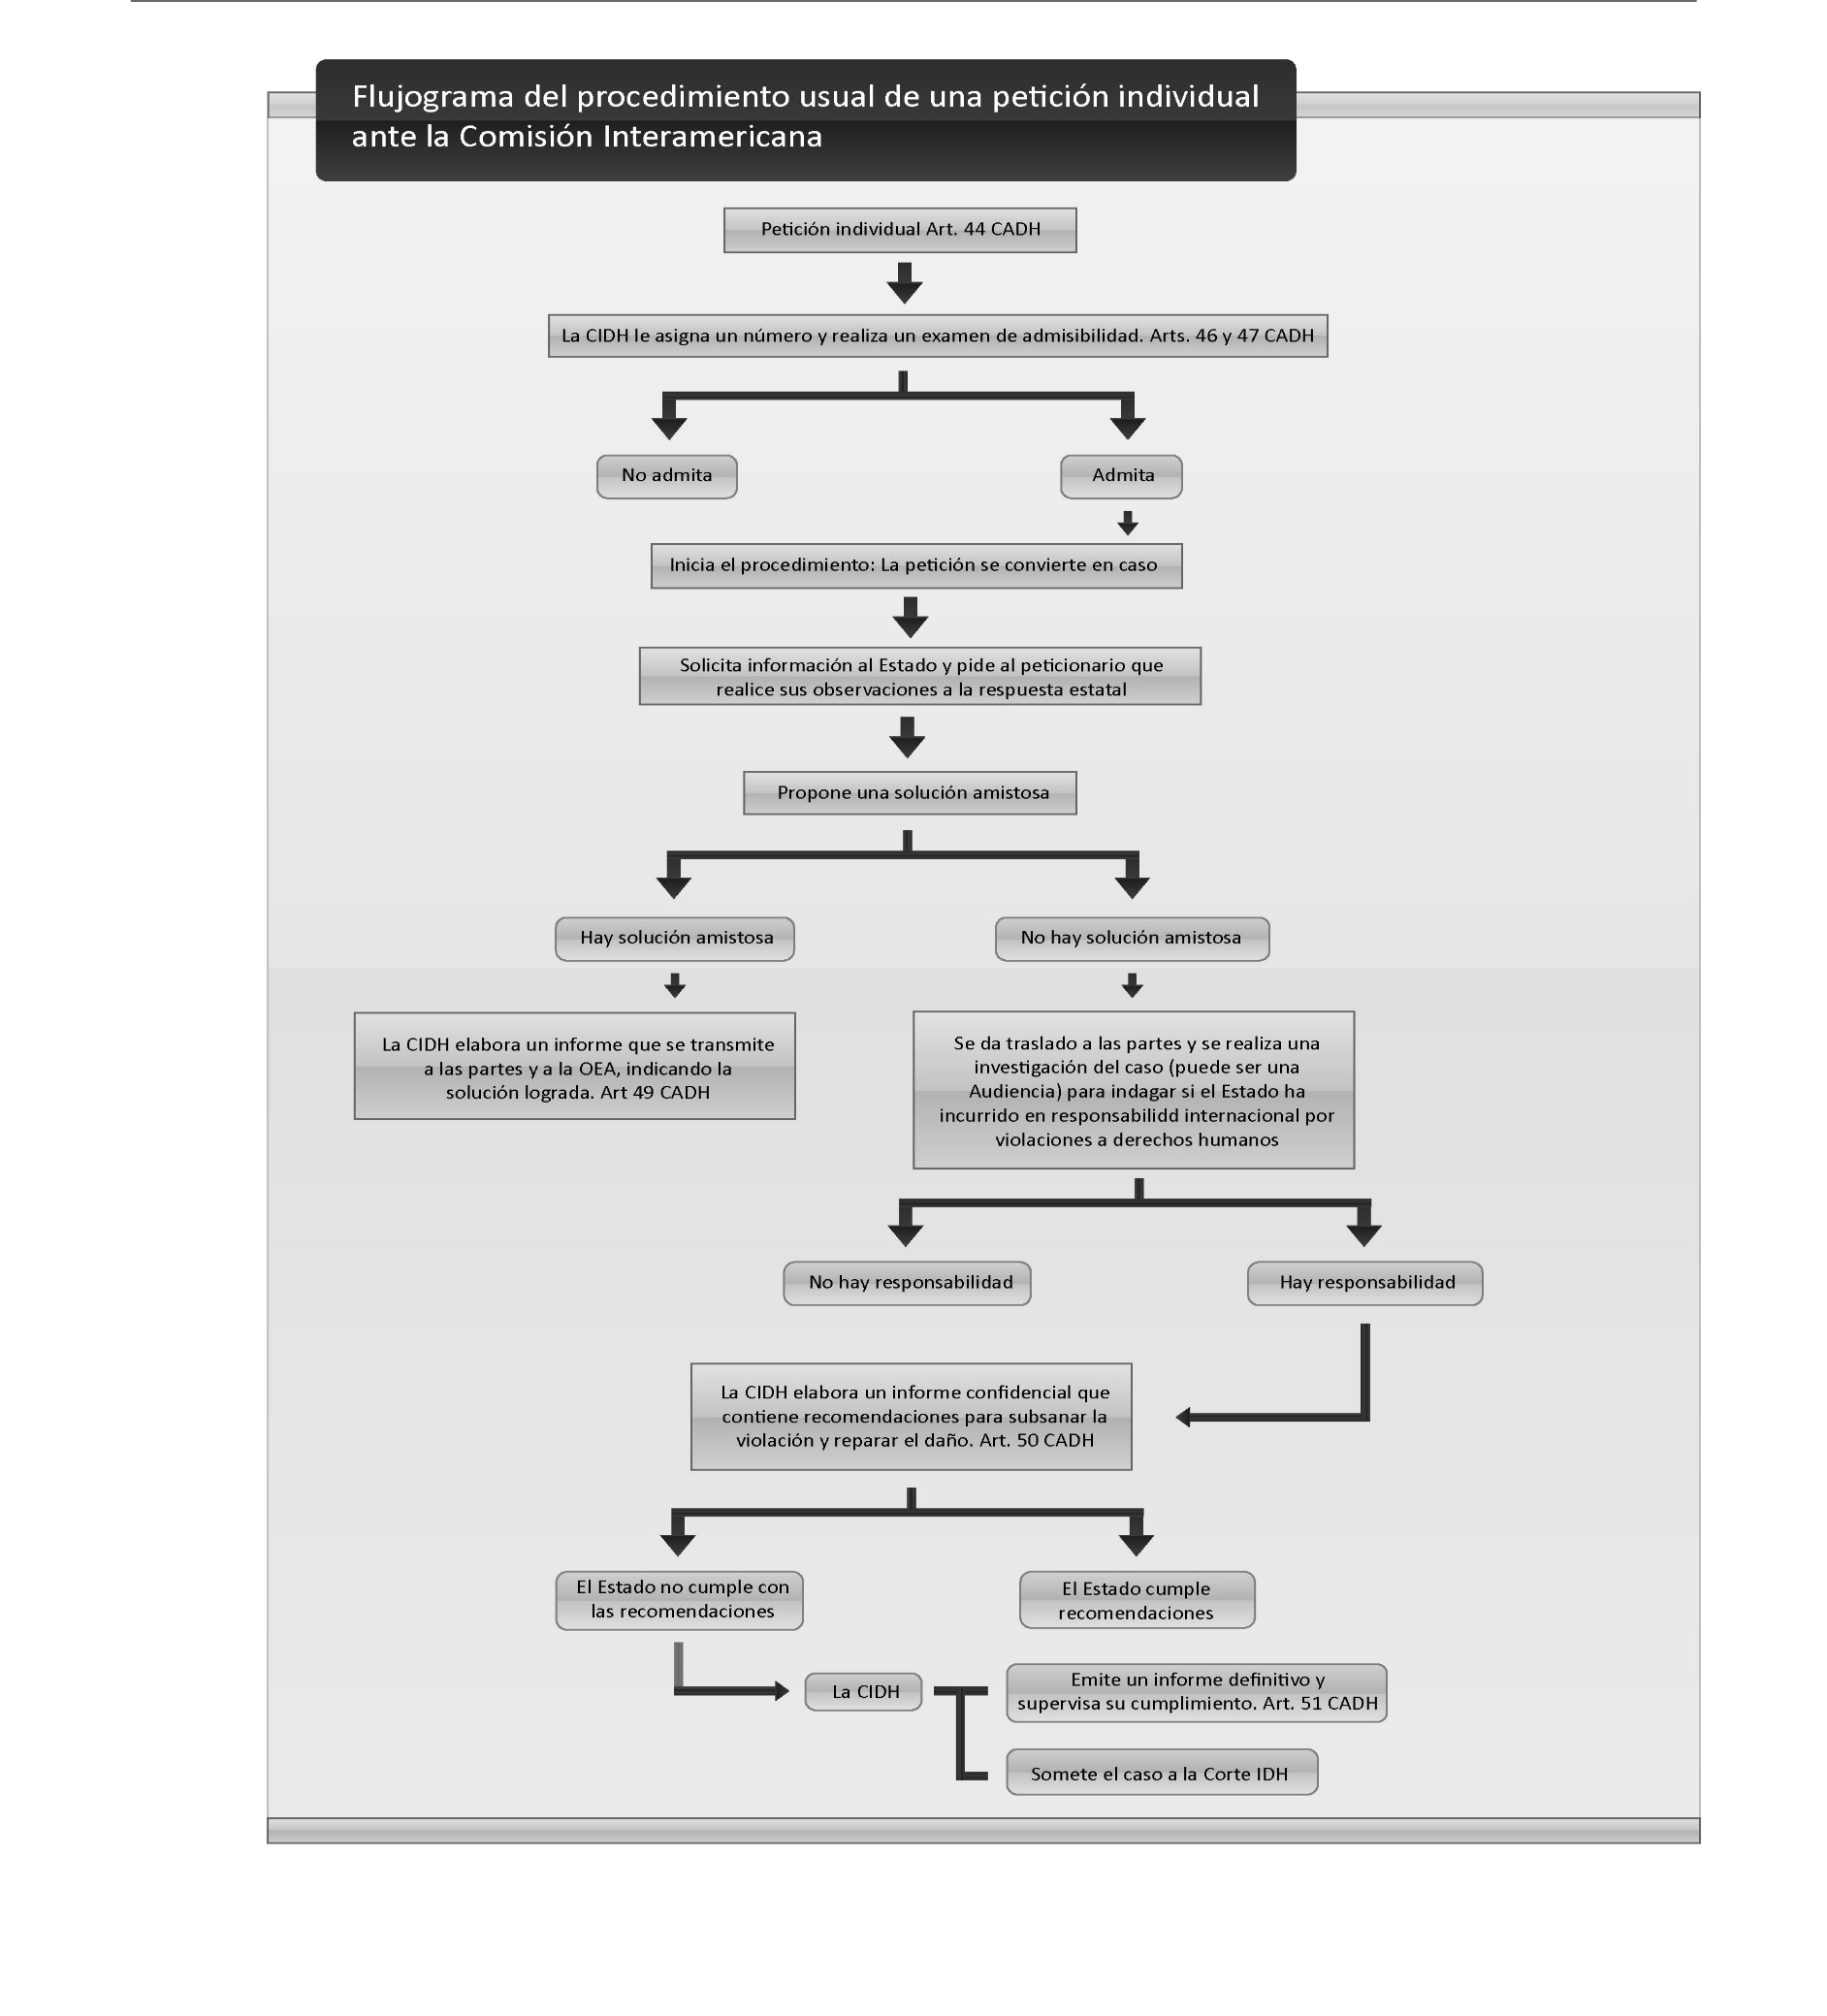 Flujograma del procedimiento usual de una petición individual
ante la Comisión Interamericana
Petición individual Art. 44 CADH
La CIDH le asigna un número y realiza un examen de admisibilidad. Arts. 46 y 47 CADH
No admita
Admita
Inicia el procedimiento: La petición se convierte en caso
Solicita información al Estado y pide al peticionario que
realice sus observaciones a la respuesta estatal
Propone una solución amistosa
Hay solución amistosa
No hay solución amistosa
La CIDH elabora un informe que se transmite
a las partes y a la OEA, indicando la
solución lograda. Art 49 CADH
Se da traslado a las partes y se realiza una
investigación del caso (puede ser una
Audiencia) para indagar si el Estado ha
incurrido en responsabilidd internacional por
violaciones a derechos humanos
No hay responsabilidad
Hay responsabilidad
La CIDH elabora un informe confidencial que
contiene recomendaciones para subsanar la
violación y reparar el daño. Art. 50 CADH
El Estado no cumple con
las recomendaciones
El Estado cumple
recomendaciones
La CIDH
Emite un informe definitivo y
supervisa su cumplimiento. Art. 51 CADH
Somete el caso a la Corte IDH